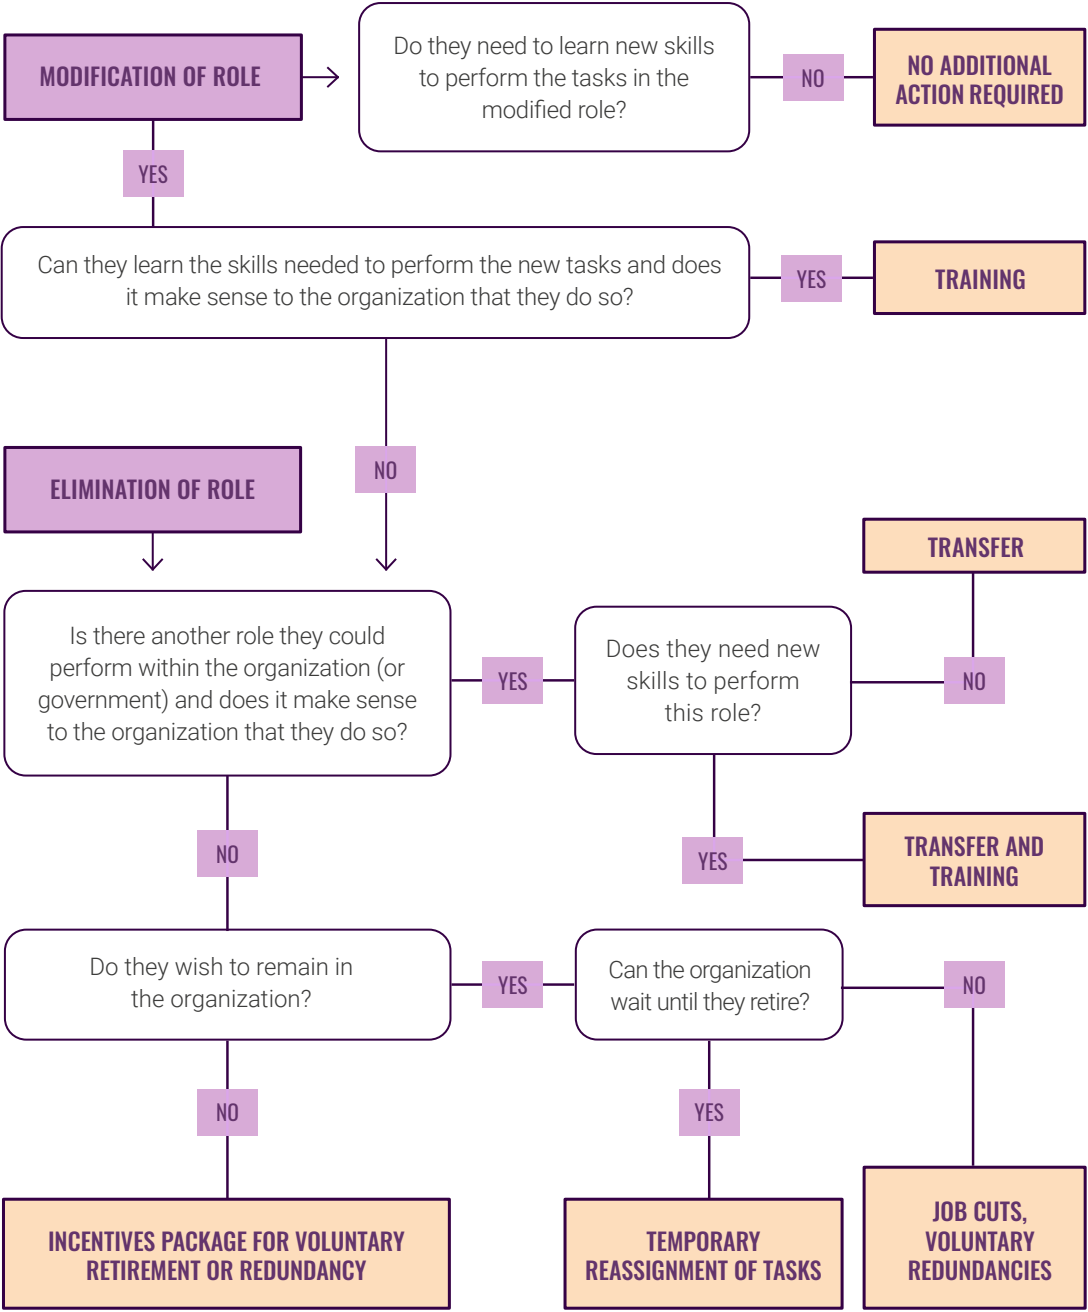 MODIFICATION OF ROLE
Do they need to learn new skills
to perform the tasks in the
modified role?
NO
NO ADDITIONAL
ACTION REQUIRED
YES
Can they learn the skills needed to perform the new tasks and does
it make sense to the organization that they do so?
YES
TRAINING
NO
ELIMINATION OF ROLE
TRANSFER
Is there another role they could
perform within the organization (or
government) and does it make sense
to the organization that they do so?
YES
Does they need new
skills to perform
this role?
NO
NO
YES
TRANSFER AND
TRAINING
Do they wish to remain in
the organization?
YES
Can the organization
wait until they retire?
NO
NO
YES
INCENTIVES PACKAGE FOR VOLUNTARY
RETIREMENT OR REDUNDANCY
TEMPORARY
REASSIGNMENT OF TASKS
JOB CUTS,
VOLUNTARY
REDUNDANCIES